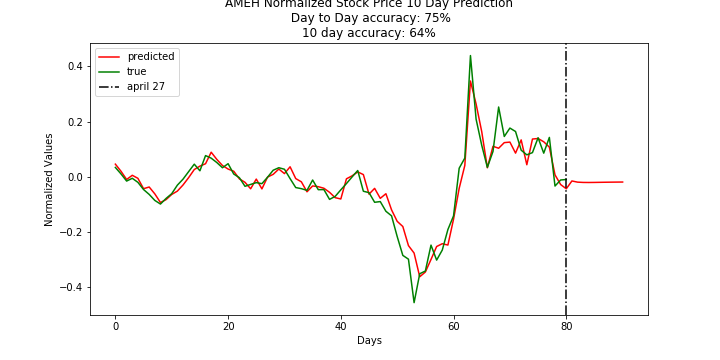 AMEH Normalized Stock Price 10 Day Prediction
Day to Day accuracy: 75%
10 day accuracy: 64%
predicted
true
april 27
Normalized Values
0.4
0.2
0.0
−0.2
−0.4
0
20
40
60
80
Days